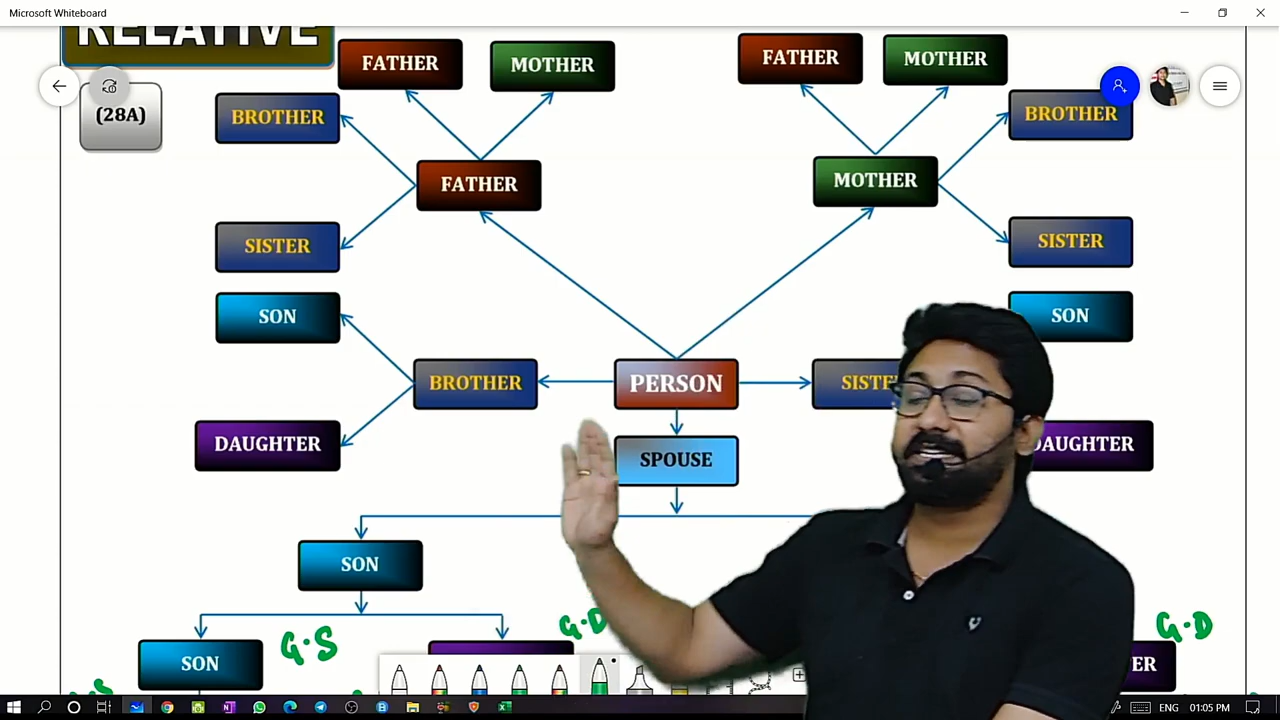 Microsoft Whiteboard
RELATIVE
(28A)
FATHER
MOTHER
FATHER
MOTHER
BROTHER
BROTHER
FATHER
MOTHER
SISTER
SISTER
SON
SON
BROTHER
PERSON
DAUGHTER
DAUGHTER
SPOUSE
SON
G.S
G.D
G.D
SON
ENG
01:05 PM